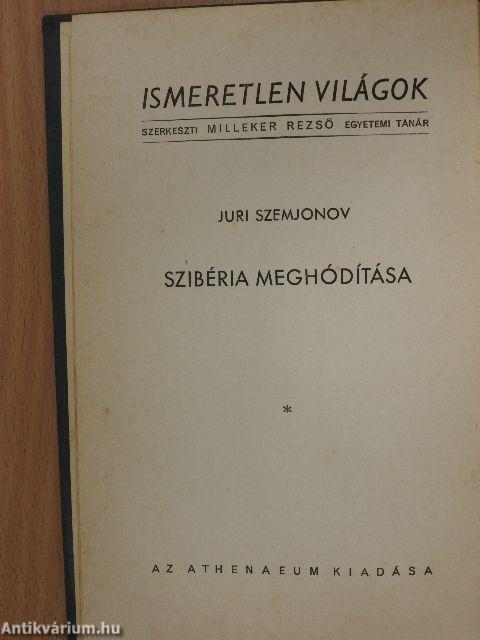 ISMERETLEN VILÁGOK
SZERKESZTI MILLEKER REZSŐ EGYETEMI TANÁR
JURI SZEMJONOV
SZIBÉRIA MEGHÓDÍTÁSA
*
AZ ATHENAEUM KIADÁSA
Antikvárium.hu